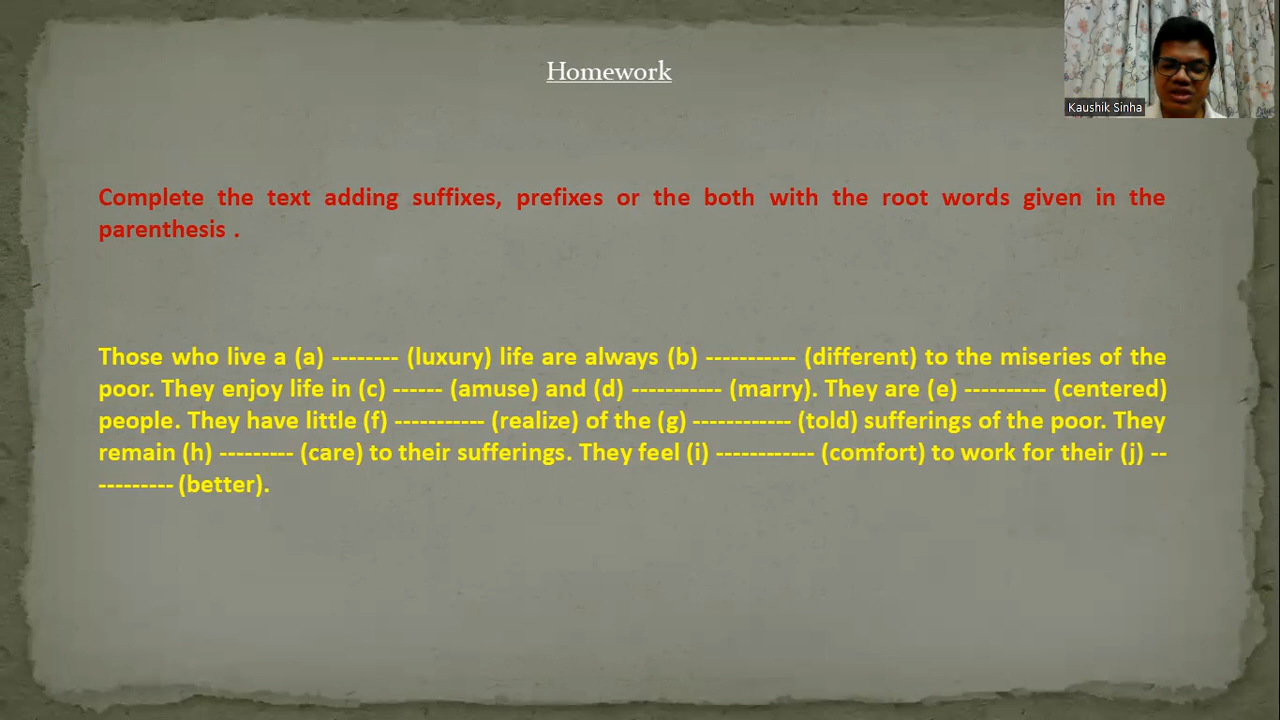 Homework
Kaushik Sinha
Complete the text adding suffixes, prefixes or the both with the root words given in the
parenthesis .
Those who live a (a) -------- (luxury) life are always (b) ----------- (different) to the miseries of the
poor. They enjoy life in (c) ------ (amuse) and (d) ----------- (marry). They are (e) ---------- (centered)
people. They have little (f) ----------- (realize) of the (g) ------------ (told) sufferings of the poor. They
remain (h) --------- (care) to their sufferings. They feel (i) ------------ (comfort) to work for their (j) --
---------- (better).